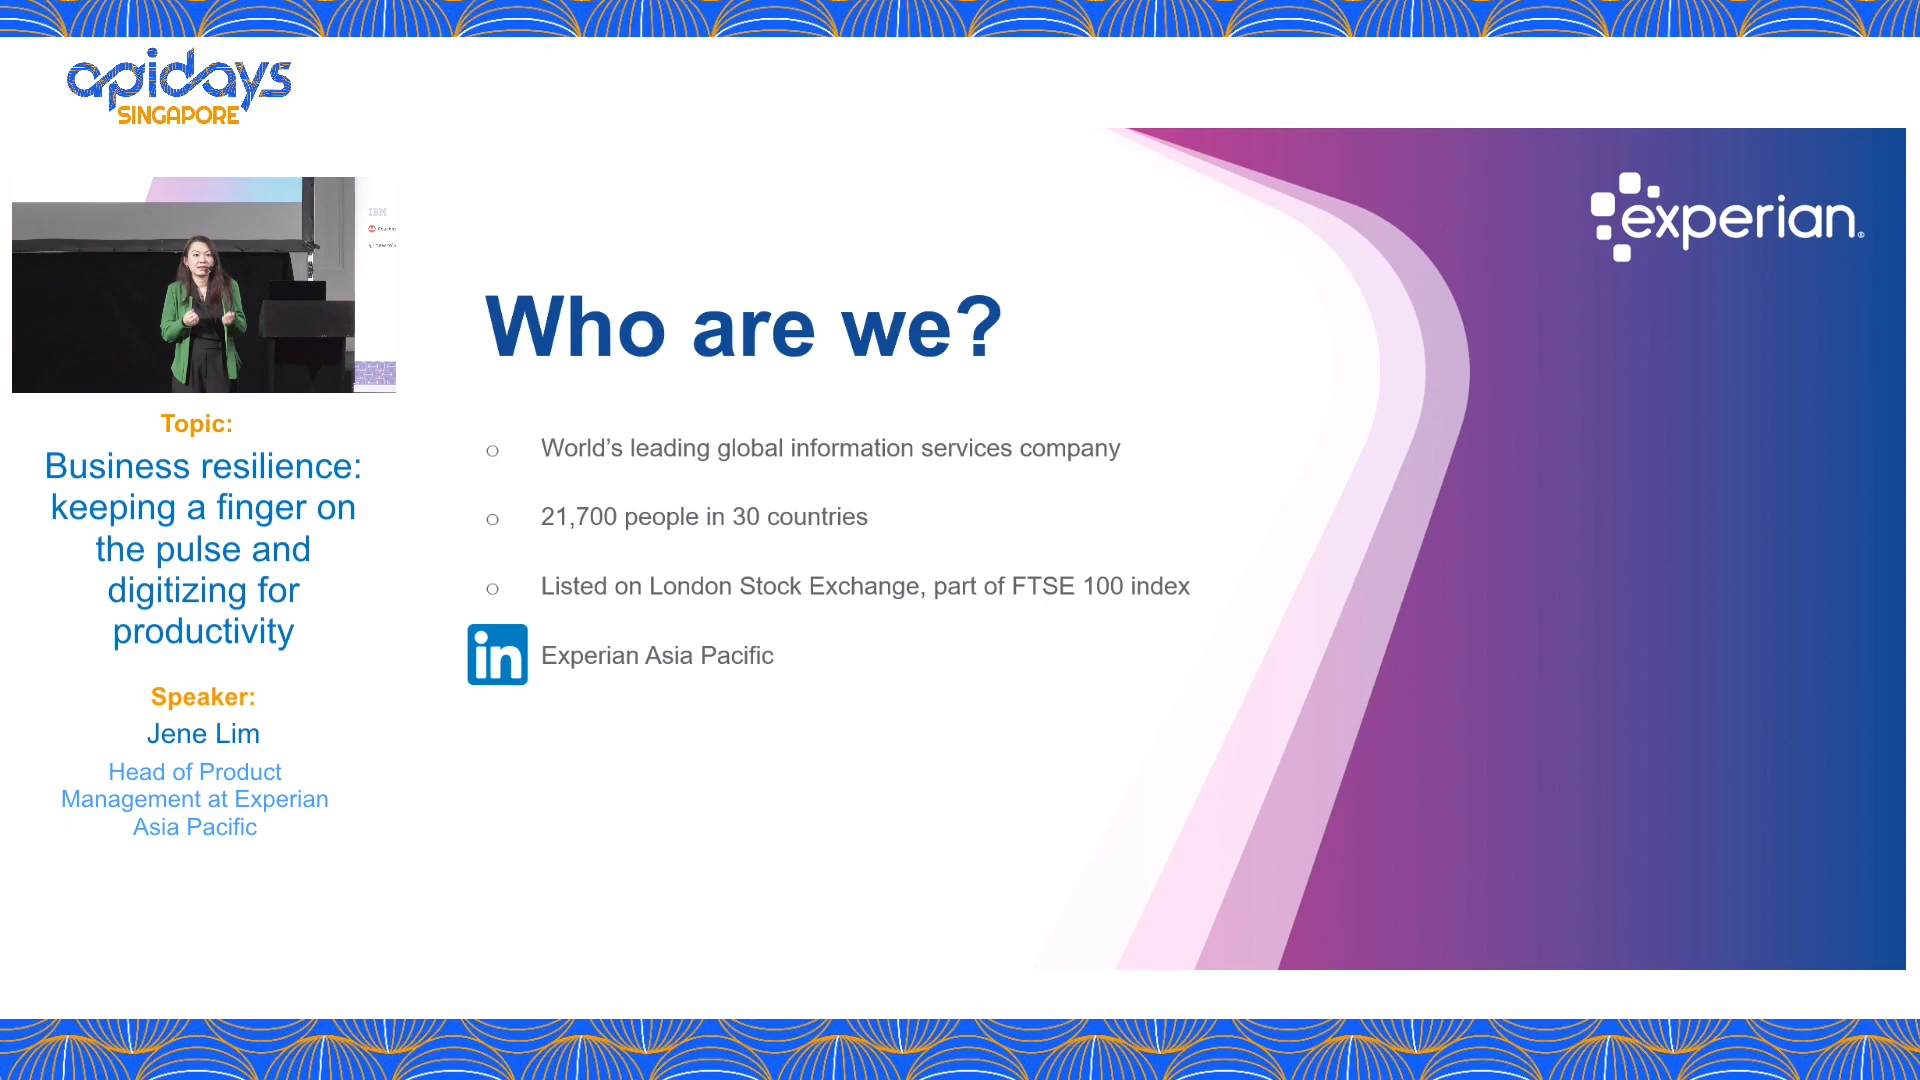 apidays
SINGAPORE
IBM
Topic:
Business resilience:
keeping a finger on
the pulse and
digitizing for
productivity
Speaker:
Jene Lim
Head of Product
Management at Experian
Asia Pacific
experian®
Who are we?
World’s leading global information services company
21,700 people in 30 countries
Listed on London Stock Exchange, part of FTSE 100 index
in
Experian Asia Pacific